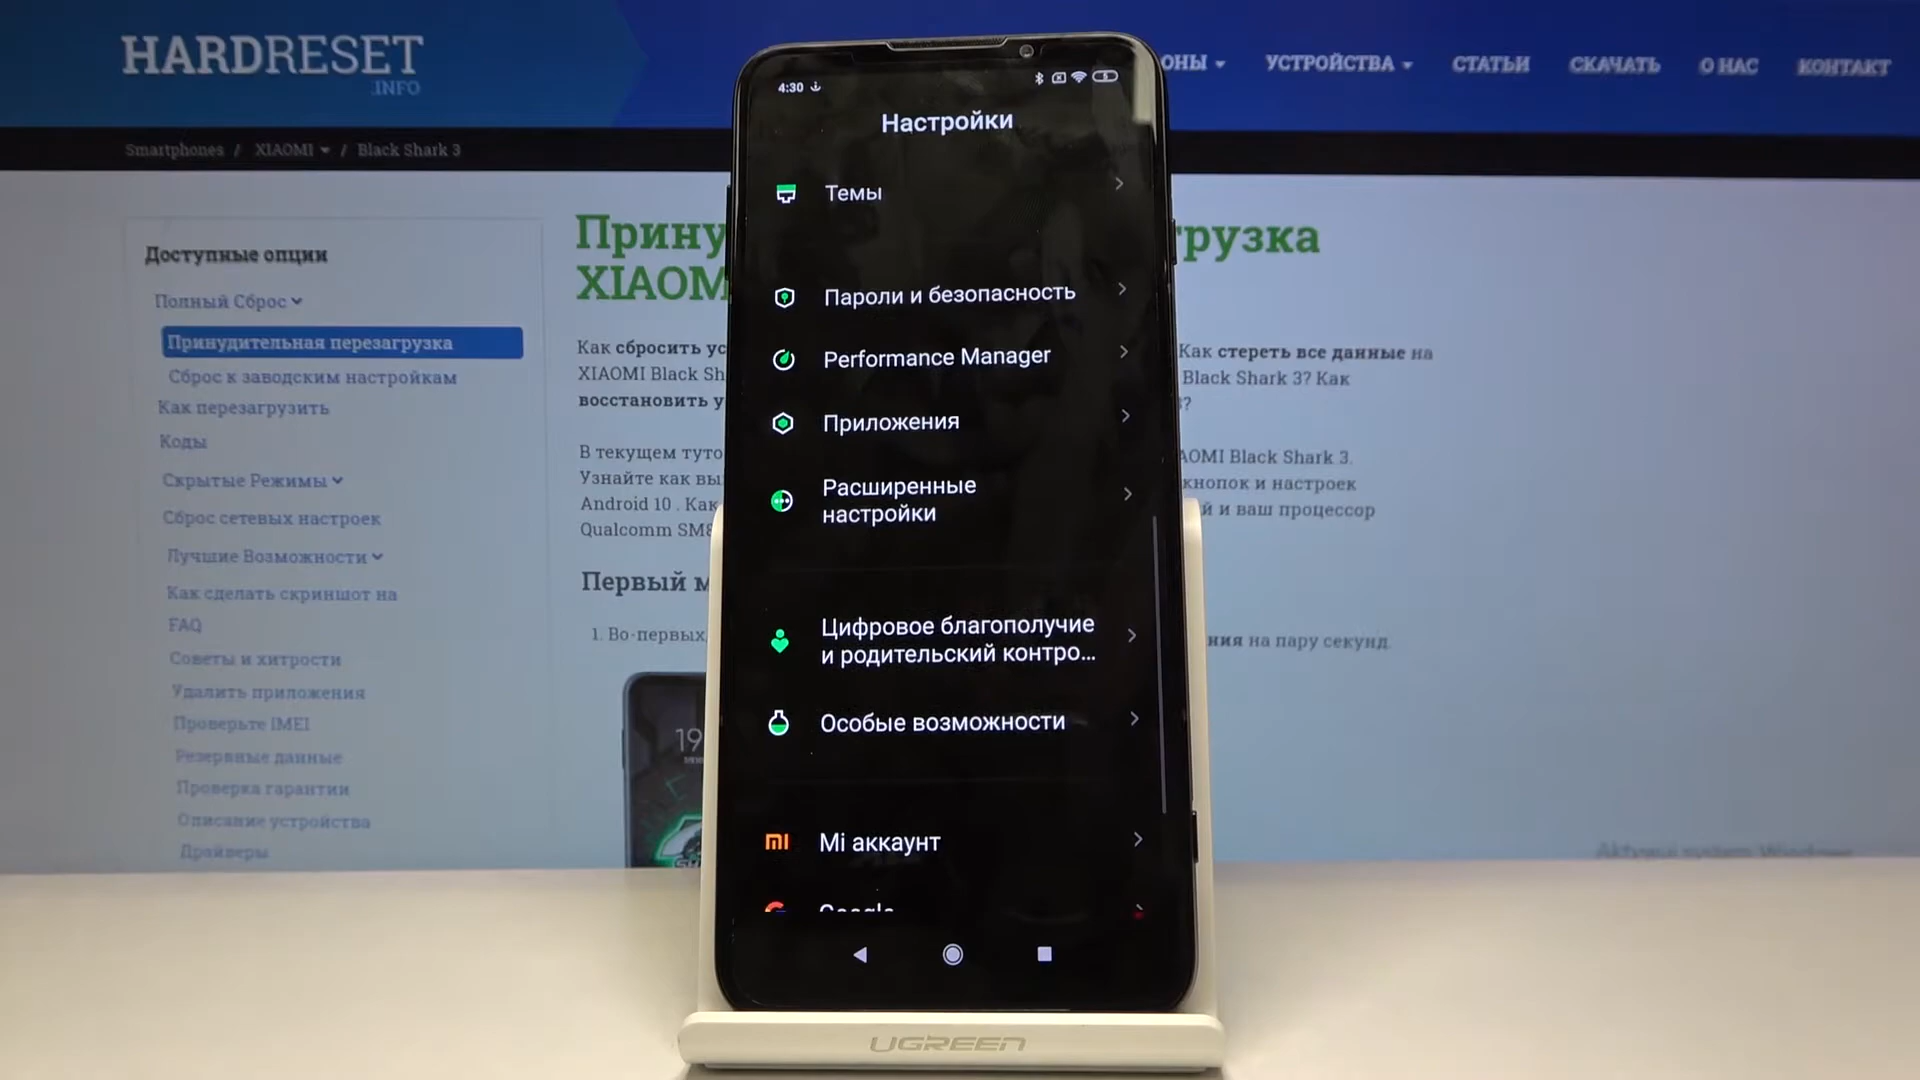 HARDRESET
.INFO
ОНЫ
УСТРОЙСТВА
СТАТЬИ
СКАЧАТЬ
О НАС
КОНТАКТ
Smartphones / XIAOMI / Black Shark 3
Доступные опции
Полный Сброс
Принудительная перезагрузка
Сброс к заводским настройкам
Как перезагрузить
Коды
Скрытые Режимы
Сброс сетевых настроек
Лучшие Возможности
Как сделать скриншот на
FAQ
Советы и хитрости
Удалить приложения
Проверьте IMEI
Резервные данные
Проверка гарантии
Описание устройства
Драйверы
Прину грузка
XIAOM
Как сбросить ус Как стереть все данные на
XIAOMI Black Sh Black Shark 3? Как
восстановить у ?
В текущем туто AOMI Black Shark 3.
Узнайте как вы кнопок и настроек
Android 10 . Как й и ваш процессор
Qualcomm SM8
Первый м
1. Во-первых, ния на пару секунд.
19
4:30
Настройки
Темы
Пароли и безопасность
Performance Manager
Приложения
Расширенные
настройки
Цифровое благополучие
и родительский контро...
Особые возможности
Mi аккаунт
Google
UGREEN